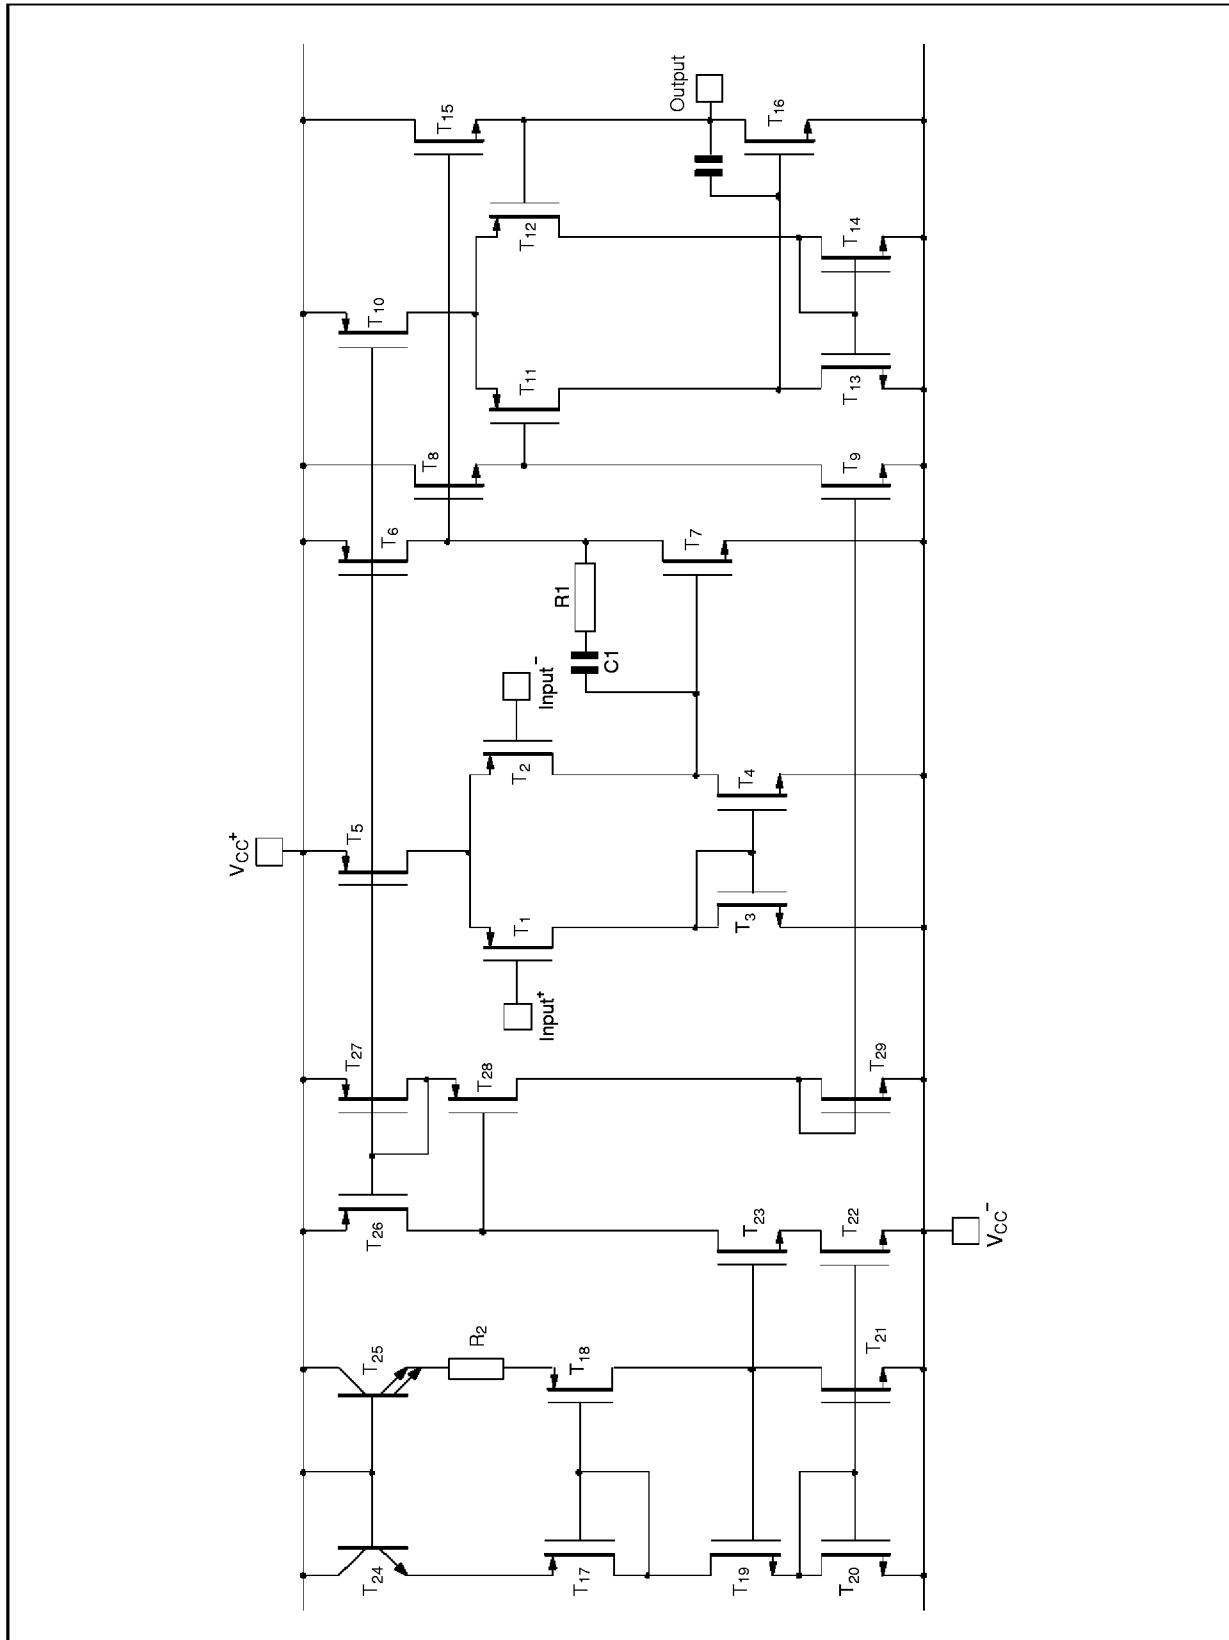 T24
T25
R2
T17
T18
T19
T20
T21
T26
T23
T22
VCC-
T27
T28
T29
VCC+
T5
Input+
T1
T2
Input-
T3
T4
C1
R1
T6
T7
T8
T9
T10
T11
T12
T13
T14
T15
Output
T16